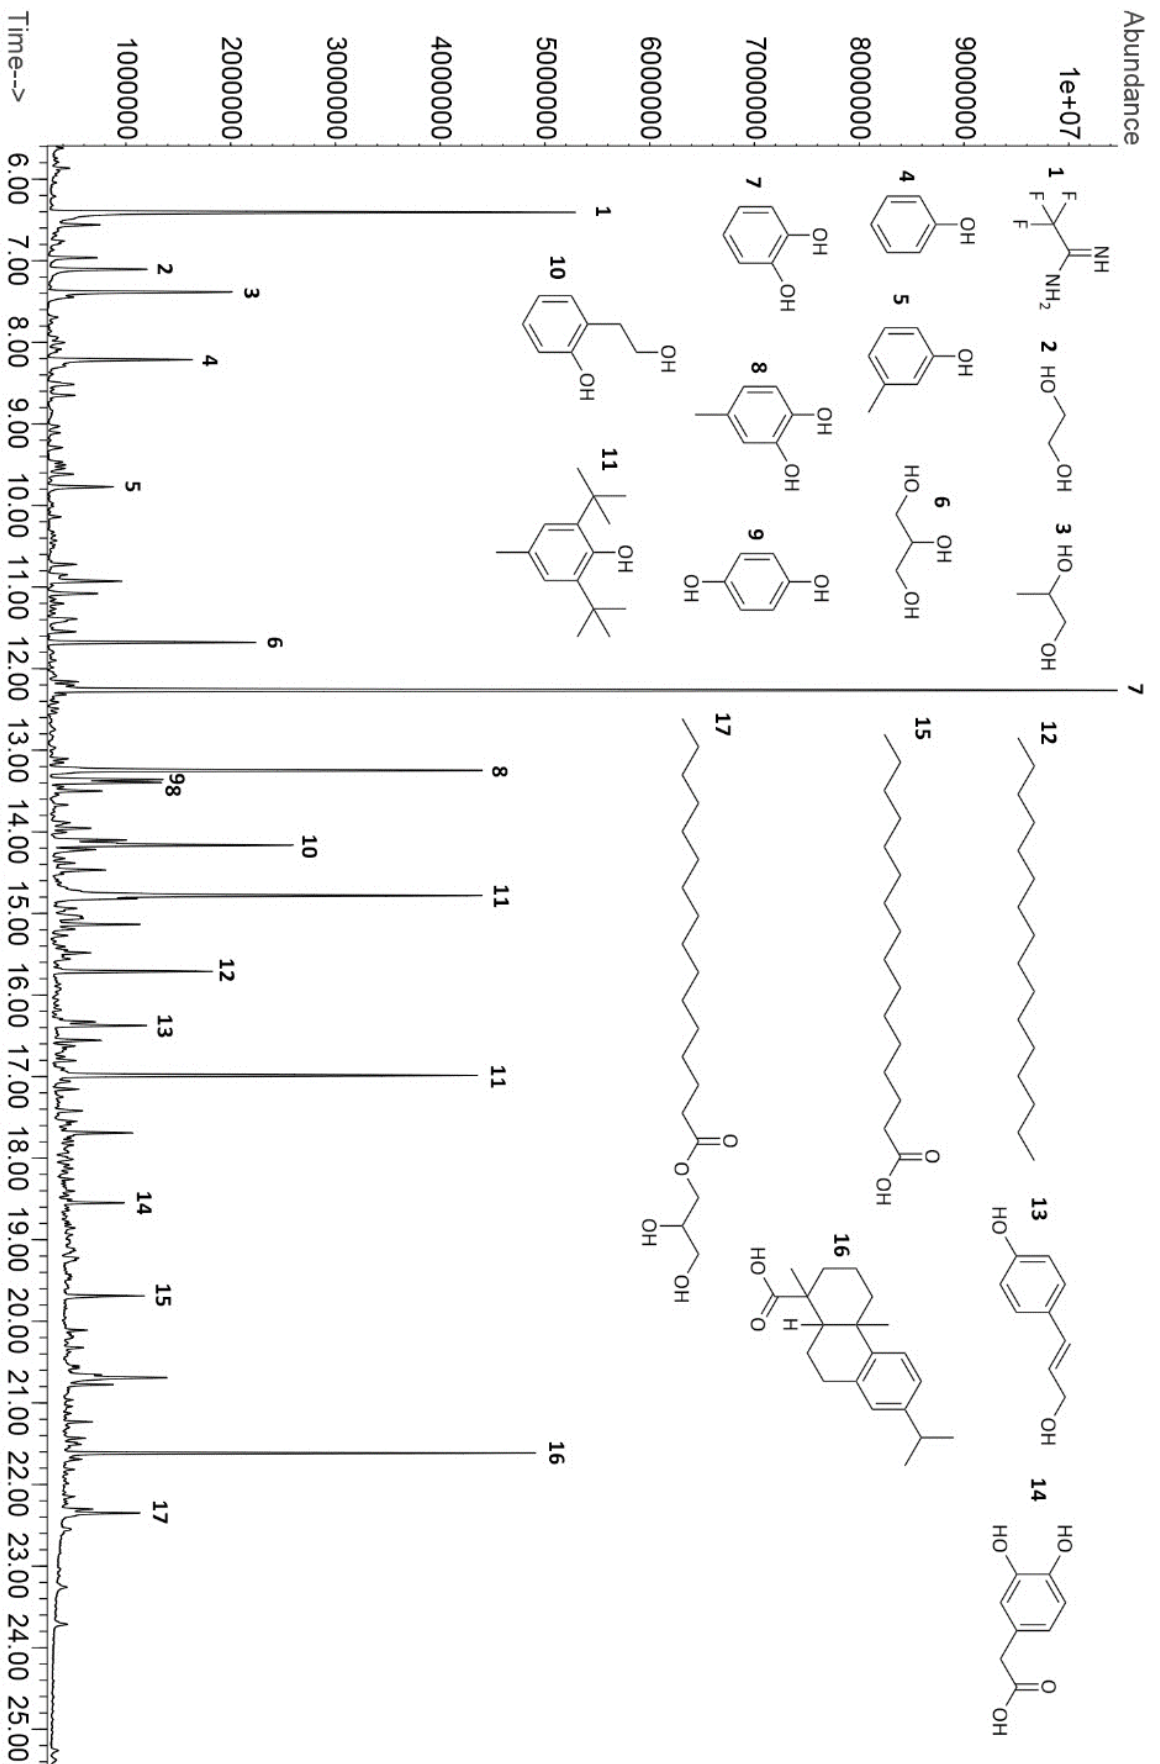 Abundance
1e+07
9000000
8000000
7000000
6000000
5000000
4000000
3000000
2000000
1000000
Time-->
6.00 7.00 8.00 9.00 10.00 11.00 12.00 13.00 14.00 15.00 16.00 17.00 18.00 19.00 20.00 21.00 22.00 23.00 24.00 25.00
1 2 3 4 5 6 7 8 9 8 10 11 12 13 11 14 15 16 17
1
F
F
F
NH
NH2
2
HO
OH
3
HO
OH
4
OH
5
OH
6
HO
OH
OH
7
OH
OH
8
OH
OH
9
OH
OH
10
OH
OH
11
OH
12
13
HO
OH
14
HO
HO
O
OH
15
O
OH
16
HO
O
H
17
O
O
OH
OH